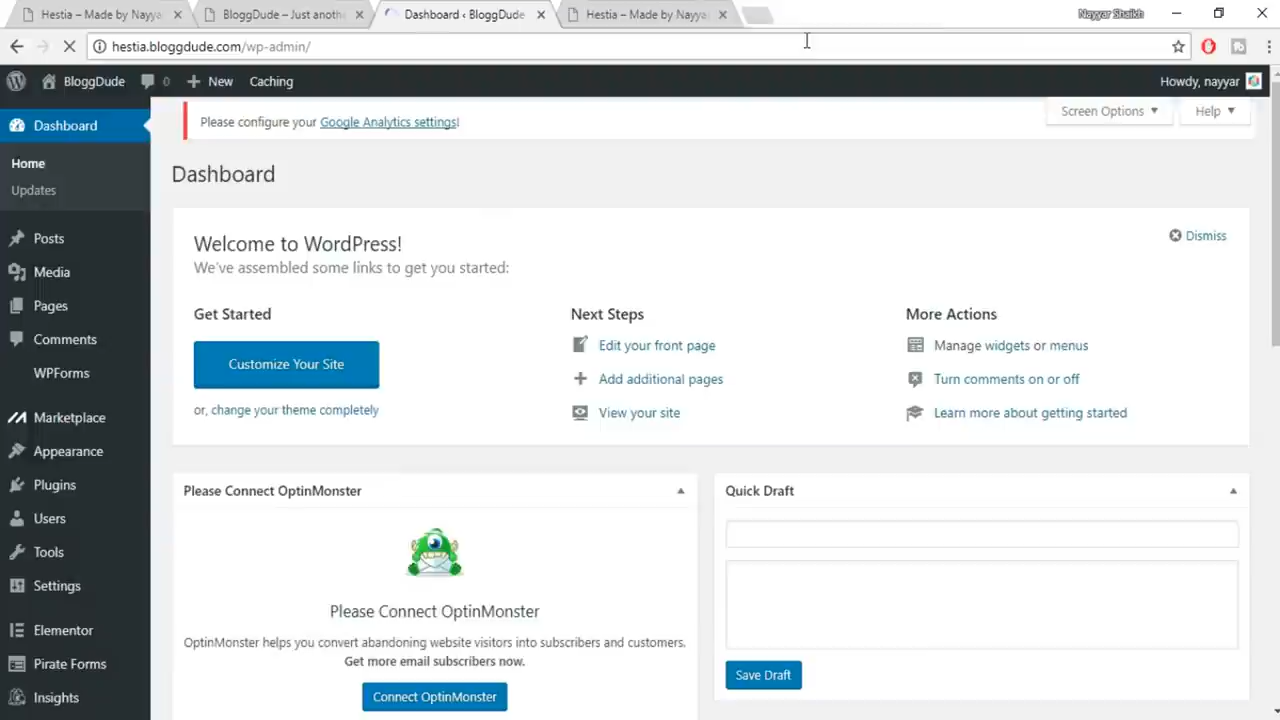 Hestia – Made by Nayya
BloggDude – Just anoth
Dashboard ‹ BloggDude
Hestia – Made by Nayya
Nayyar Shaikh
hestia.bloggdude.com/wp-admin/
BloggDude
0
New
Caching
Howdy, nayyar
Dashboard
Home
Updates
Posts
Media
Pages
Comments
WPForms
Marketplace
Appearance
Plugins
Users
Tools
Settings
Elementor
Pirate Forms
Insights
Please configure your Google Analytics settings!
Screen Options
Help
Dashboard
Welcome to WordPress!
We've assembled some links to get you started:
Dismiss
Get Started
Customize Your Site
or, change your theme completely
Next Steps
Edit your front page
Add additional pages
View your site
More Actions
Manage widgets or menus
Turn comments on or off
Learn more about getting started
Please Connect OptinMonster
Please Connect OptinMonster
OptinMonster helps you convert abandoning website visitors into subscribers and customers.
Get more email subscribers now.
Connect OptinMonster
Quick Draft
Save Draft